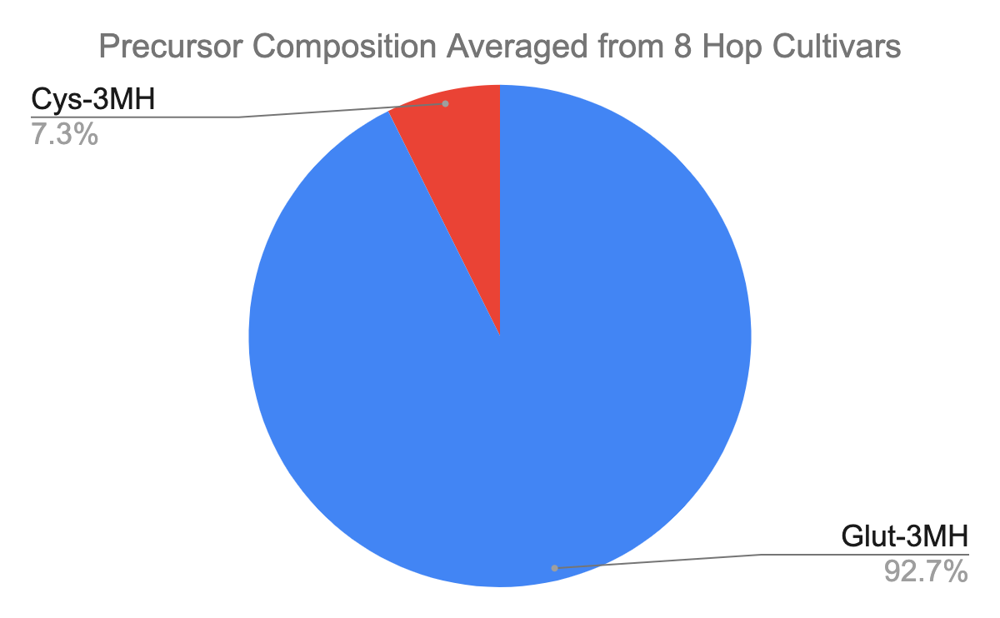 Precursor Composition Averaged from 8 Hop Cultivars
Cys-3MH
7.3%
Glut-3MH
92.7%